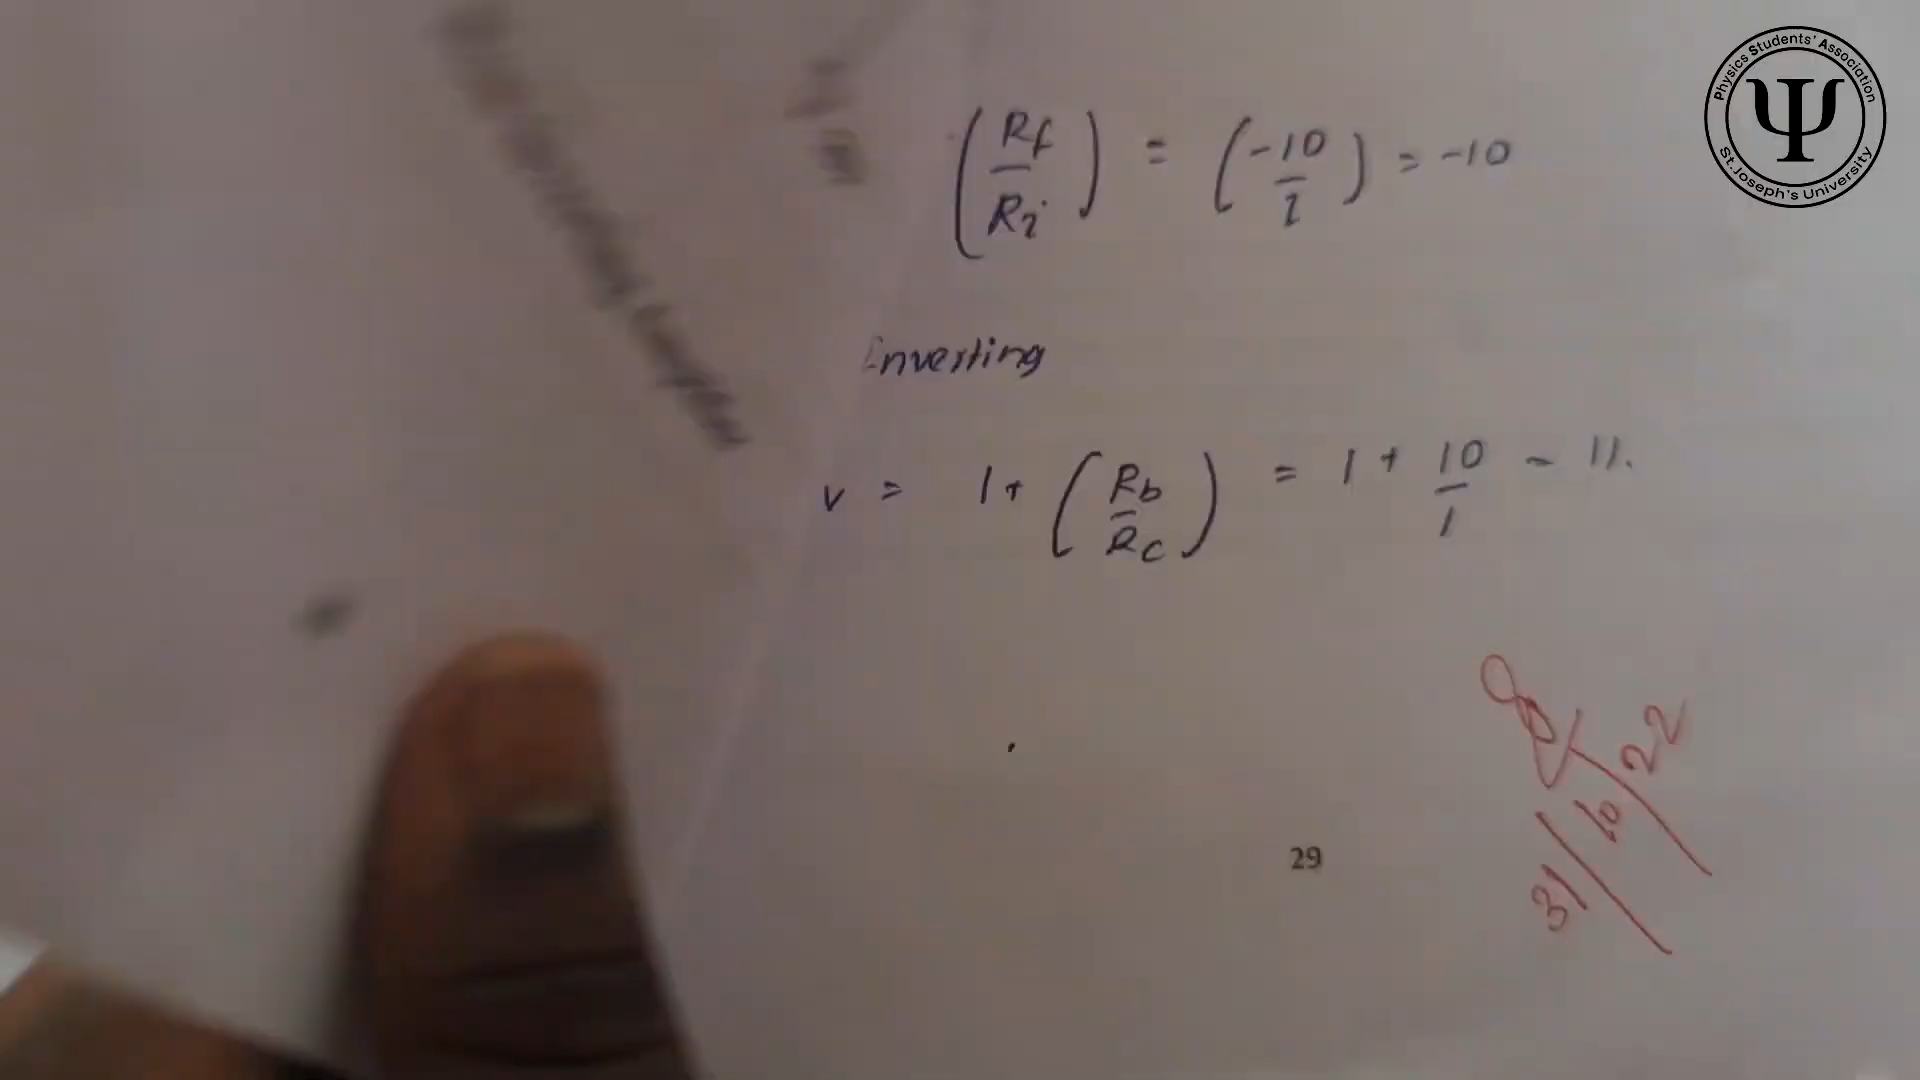 Physics Students' Association
Ψ
St.Joseph's University
(Rf/Ri) = (-10/1) = -10
inverting
v = 1+ (Rb/Rc) = 1 + 10/1 - 11.
31/10/22
29